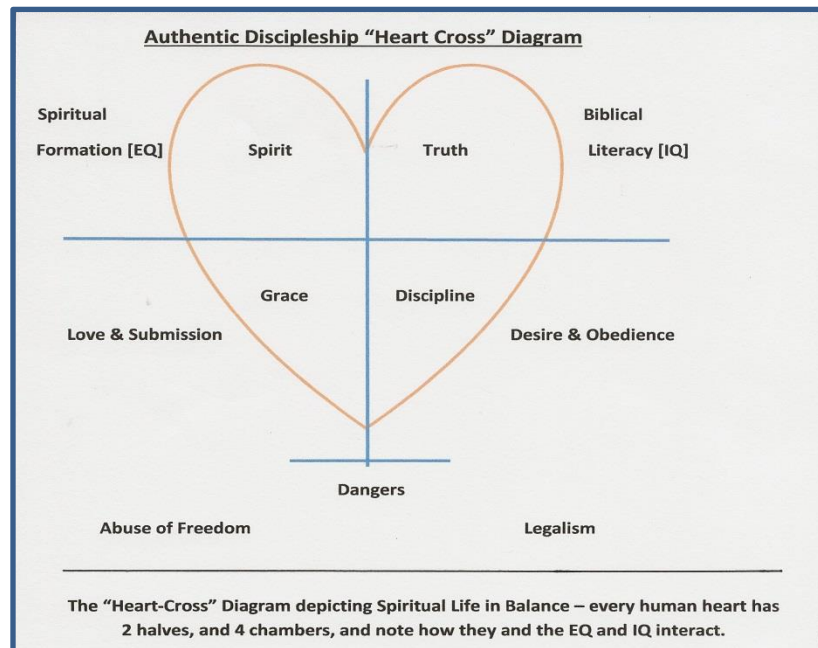 Authentic Discipleship “Heart Cross” Diagram
Spiritual
Formation [EQ]
Spirit
Truth
Biblical
Literacy [IQ]
Grace
Discipline
Love & Submission
Desire & Obedience
Dangers
Abuse of Freedom
Legalism
The “Heart-Cross” Diagram depicting Spiritual Life in Balance – every human heart has
2 halves, and 4 chambers, and note how they and the EQ and IQ interact.